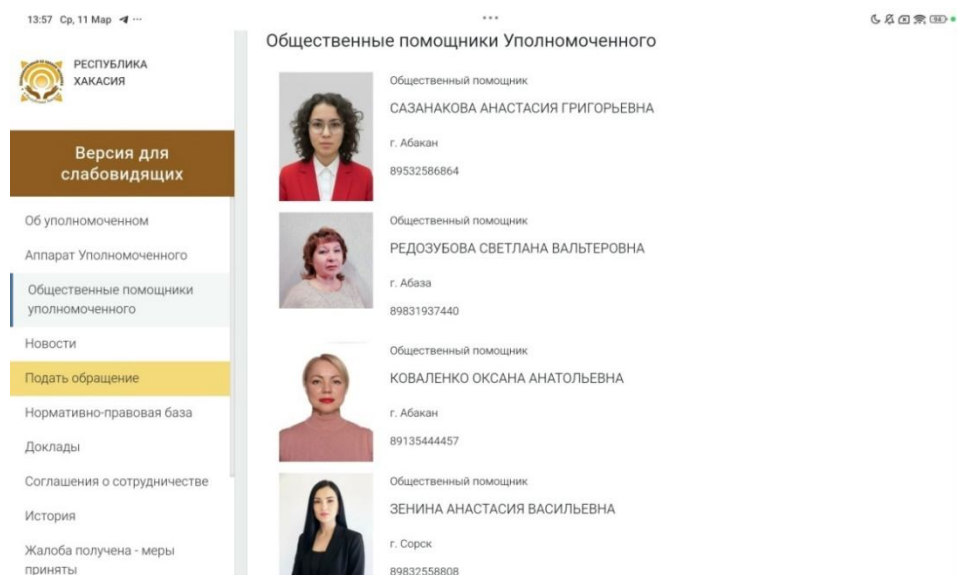 13:57 Ср, 11 Мар
РЕСПУБЛИКА
ХАКАСИЯ
Версия для
слабовидящих
Об уполномоченном
Аппарат Уполномоченного
Общественные помощники
уполномоченного
Новости
Подать обращение
Нормативно-правовая база
Доклады
Соглашения о сотрудничестве
История
Жалоба получена - меры
приняты
Общественные помощники Уполномоченного
Общественный помощник
САЗАНАКОВА АНАСТАСИЯ ГРИГОРЬЕВНА
г. Абакан
89532586864
Общественный помощник
РЕДОЗУБОВА СВЕТЛАНА ВАЛЬТЕРОВНА
г. Абаза
89831937440
Общественный помощник
КОВАЛЕНКО ОКСАНА АНАТОЛЬЕВНА
г. Абакан
89135444457
Общественный помощник
ЗЕНИНА АНАСТАСИЯ ВАСИЛЬЕВНА
г. Сорск
89832558808